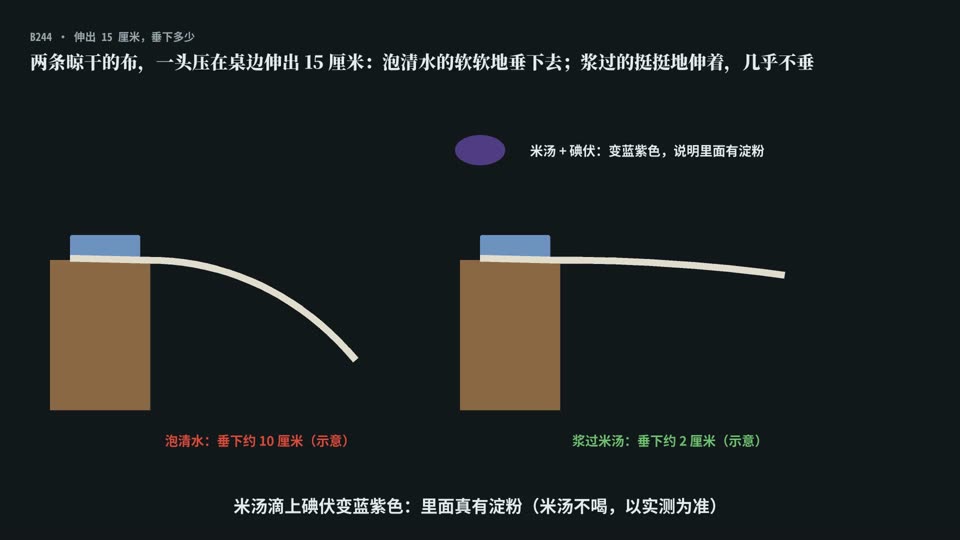 B244 · 伸出 15 厘米，垂下多少
两条晾干的布，一头压在桌边伸出 15 厘米：泡清水的软软地垂下去；浆过的挺挺地伸着，几乎不垂
米汤 + 碘伏：变蓝紫色，说明里面有淀粉
泡清水：垂下约 10 厘米（示意）
浆过米汤：垂下约 2 厘米（示意）
米汤滴上碘伏变蓝紫色：里面真有淀粉（米汤不喝，以实测为准）